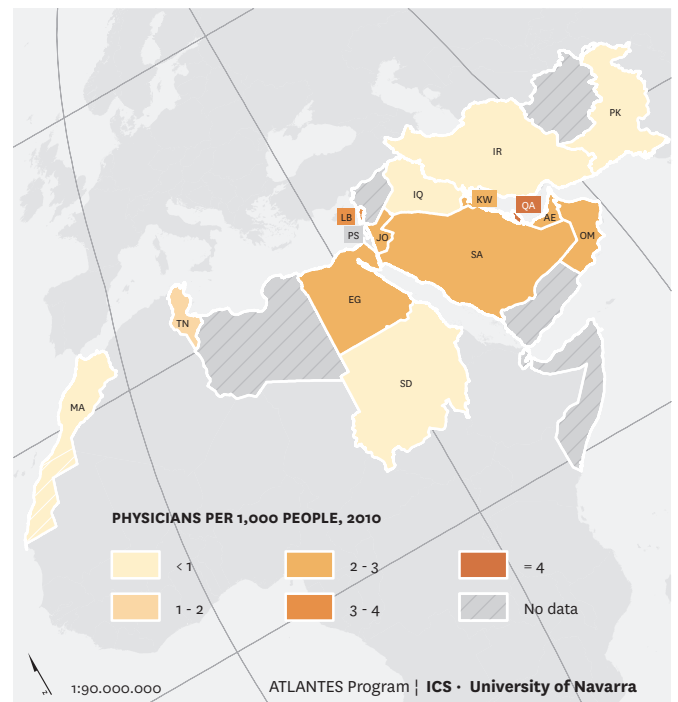 PK
IR
IQ
KW
QA
LB
AE
PS
JO
OM
SA
EG
TN
SD
MA
PHYSICIANS PER 1,000 PEOPLE, 2010
< 1
2 - 3
= 4
1 - 2
3 - 4
No data
1:90.000.000
ATLANTES Program ¦ ICS · University of Navarra